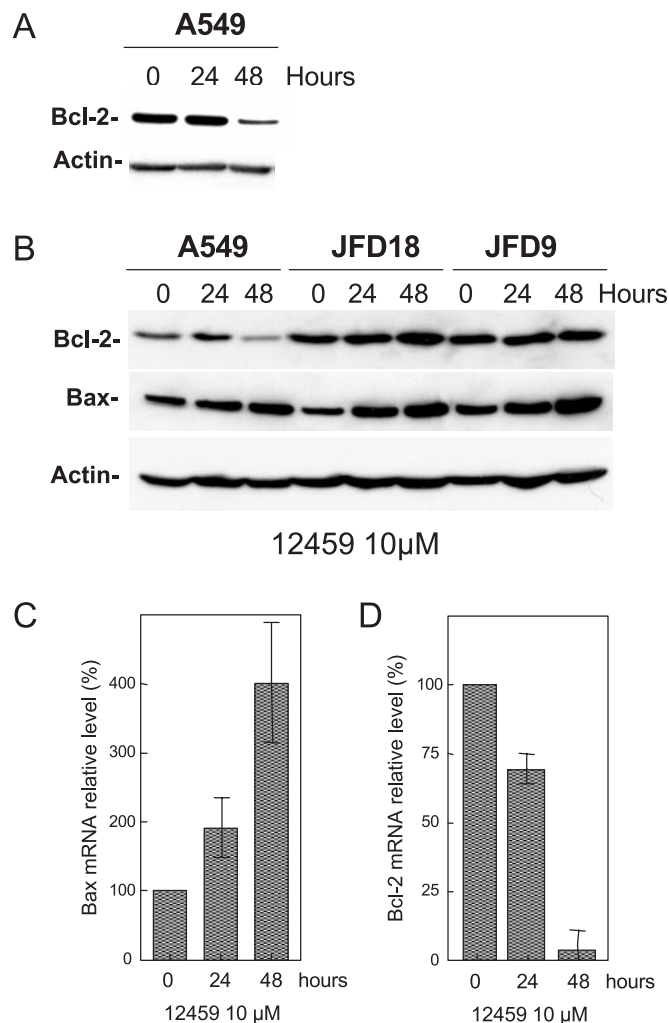 A
A549
0 24 48 Hours
Bcl-2-
Actin-
B
A549 JFD18 JFD9
0 24 48 0 24 48 0 24 48 Hours
Bcl-2-
Bax-
Actin-
12459 10µM
C
Bax mRNA relative level (%)
400
300
200
100
0
0 24 48 hours
12459 10 µM
D
Bcl-2 mRNA relative level (%)
100
75
50
25
0
0 24 48 hours
12459 10 µM